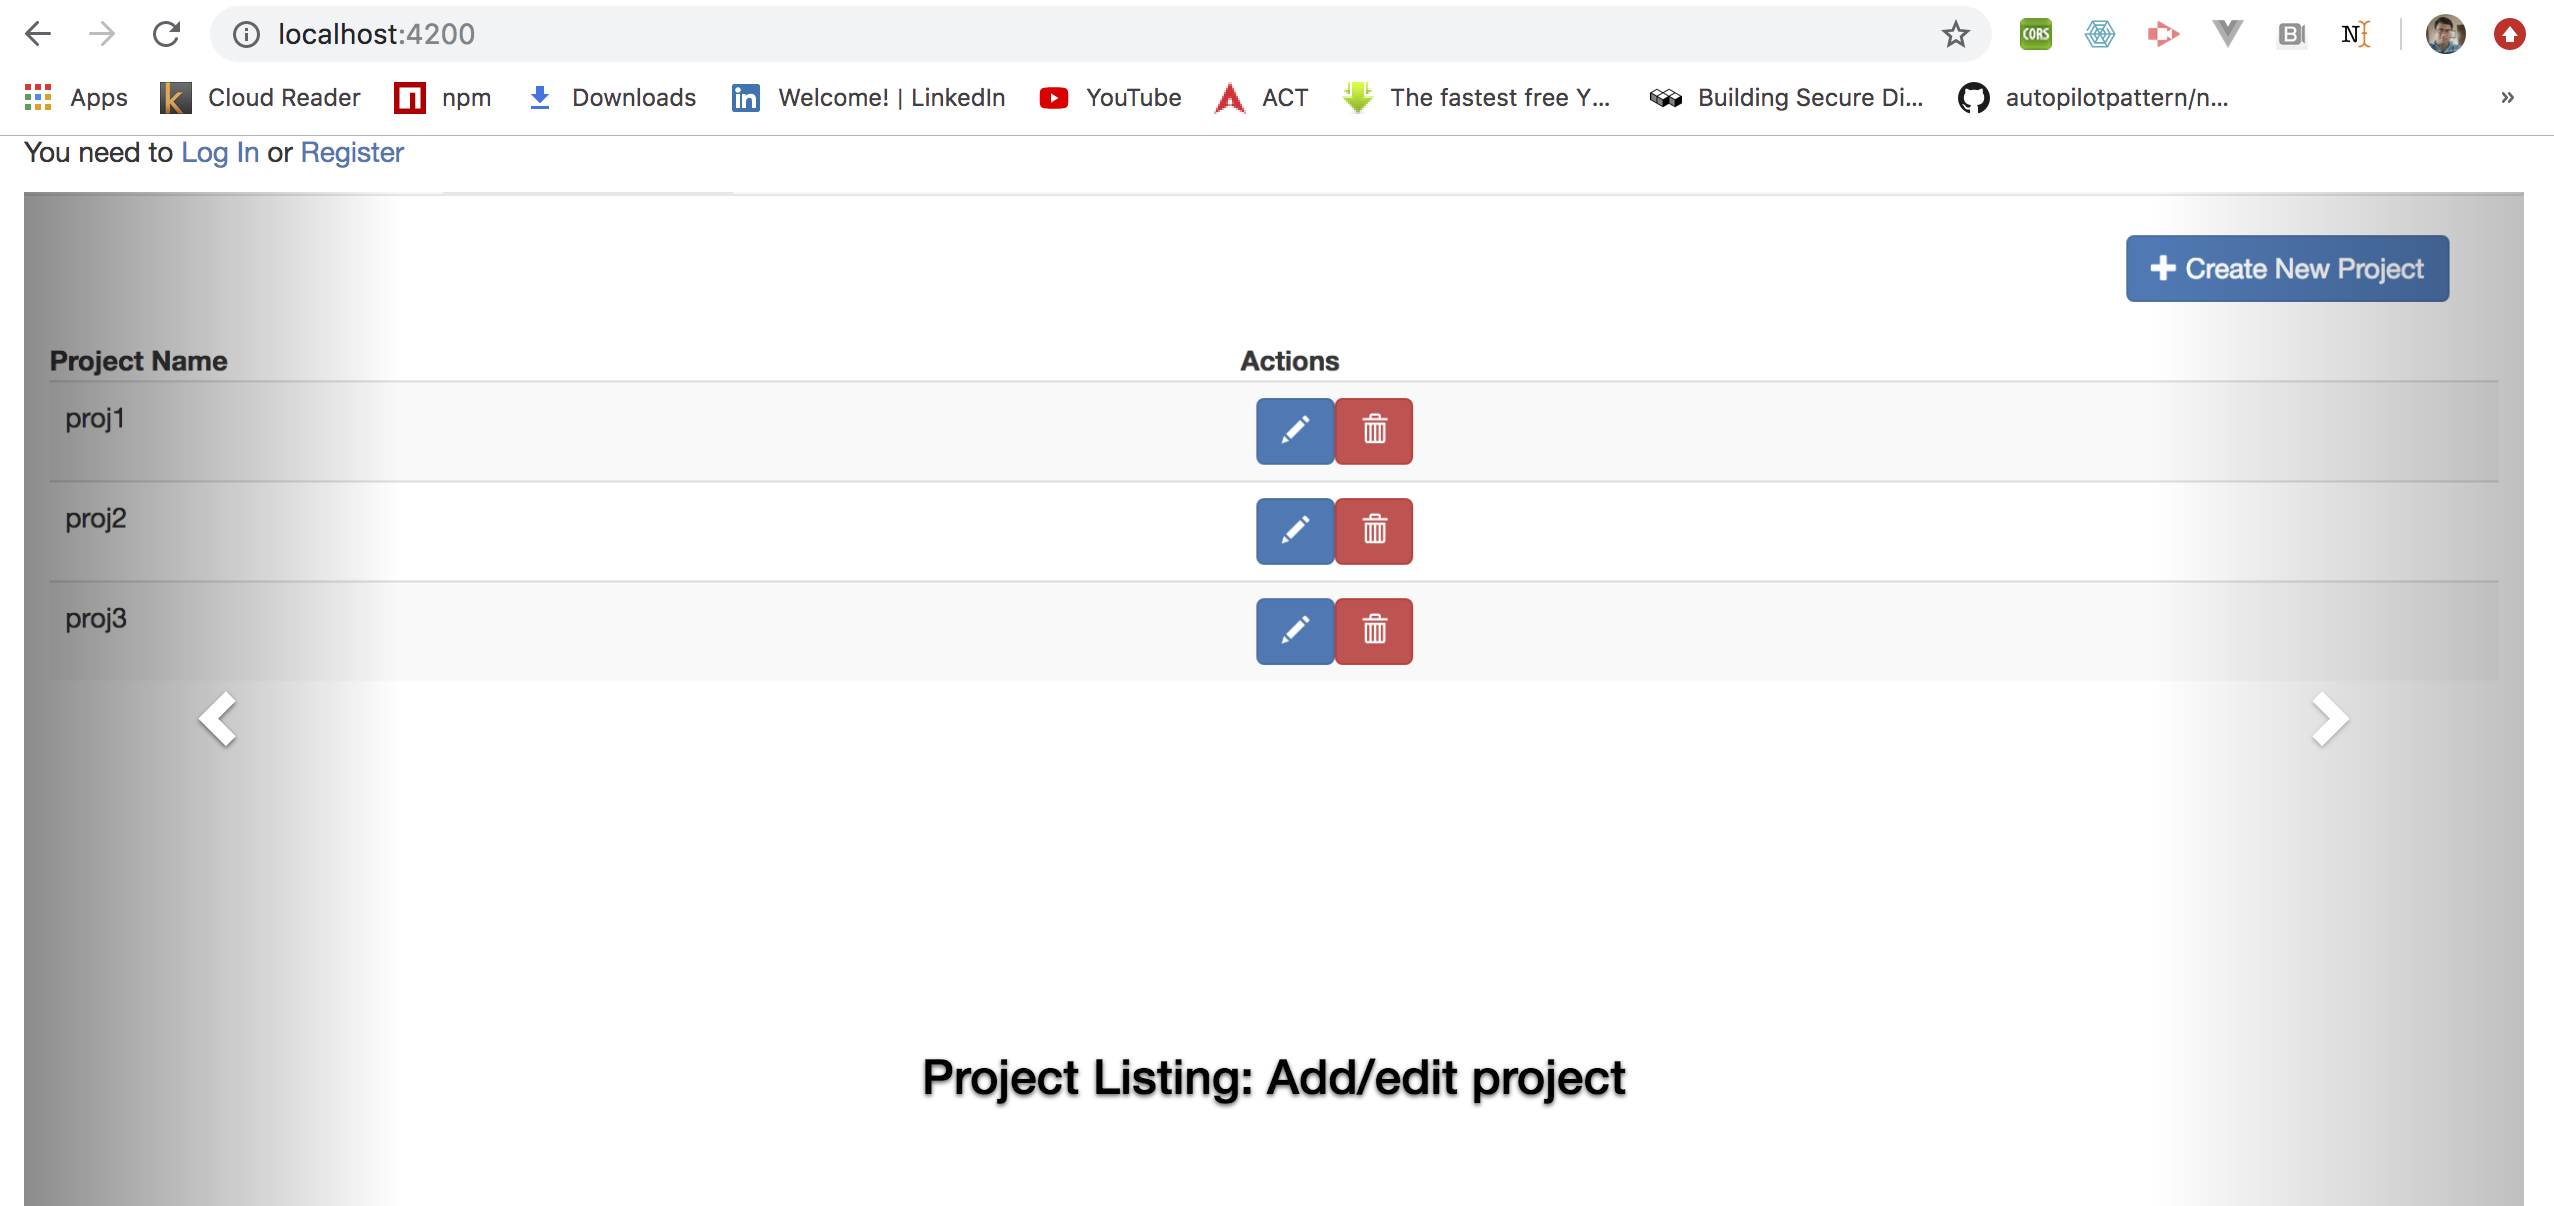 localhost:4200
CORS
B
N
Apps Cloud Reader npm Downloads Welcome! | LinkedIn YouTube ACT The fastest free Y... Building Secure Di... autopilotpattern/n... »
You need to Log In or Register
Create New Project
Project Name Actions
proj1
proj2
proj3
Project Listing: Add/edit project